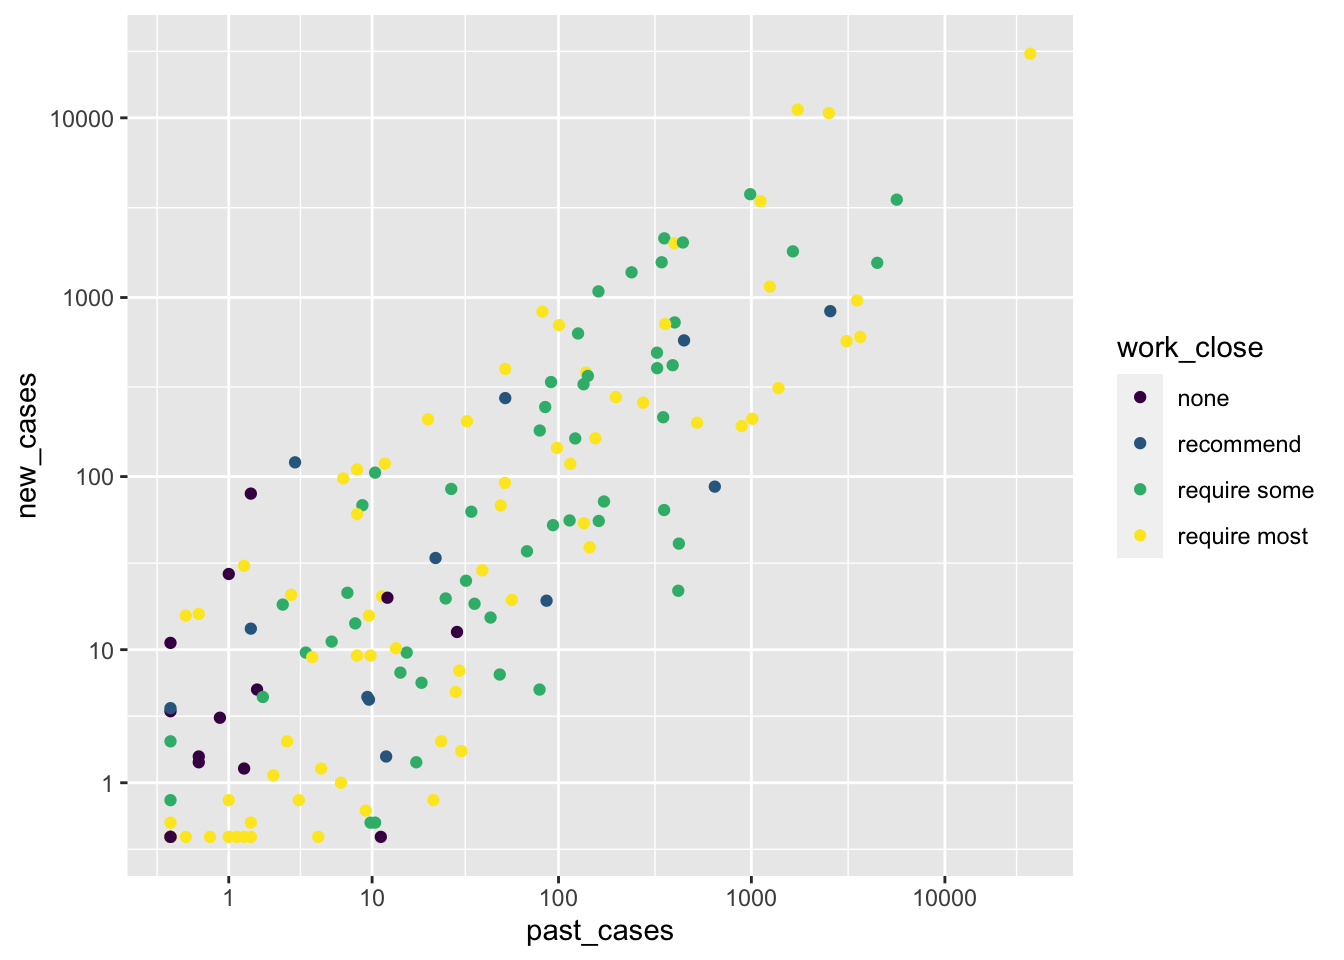 10000
1000
100
10
1
new_cases
1
10
100
1000
10000
past_cases
work_close
none
recommend
require some
require most